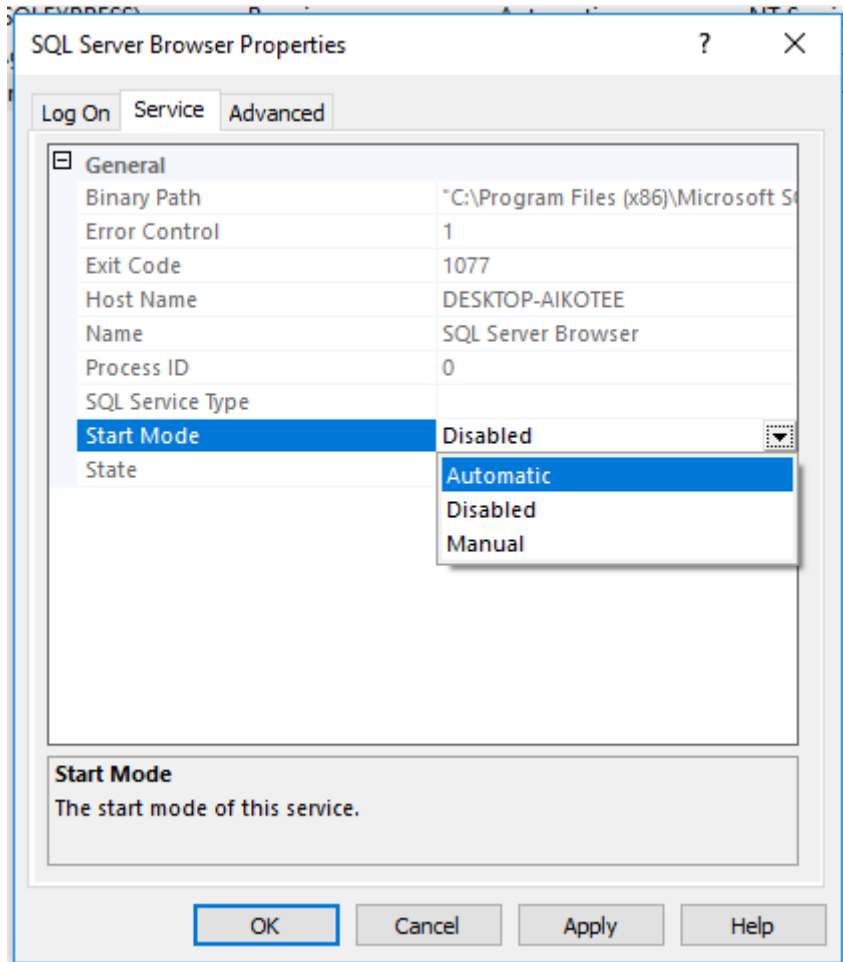 SQL Server Browser Properties ? ×
Log On Service Advanced
General
Binary Path "C:\Program Files (x86)\Microsoft
Error Control 1
Exit Code 1077
Host Name DESKTOP-AIKOTEE
Name SQL Server Browser
Process ID 0
SQL Service Type
Start Mode Disabled
State Automatic
Disabled
Manual
Start Mode
The start mode of this service.
OK Cancel Apply Help